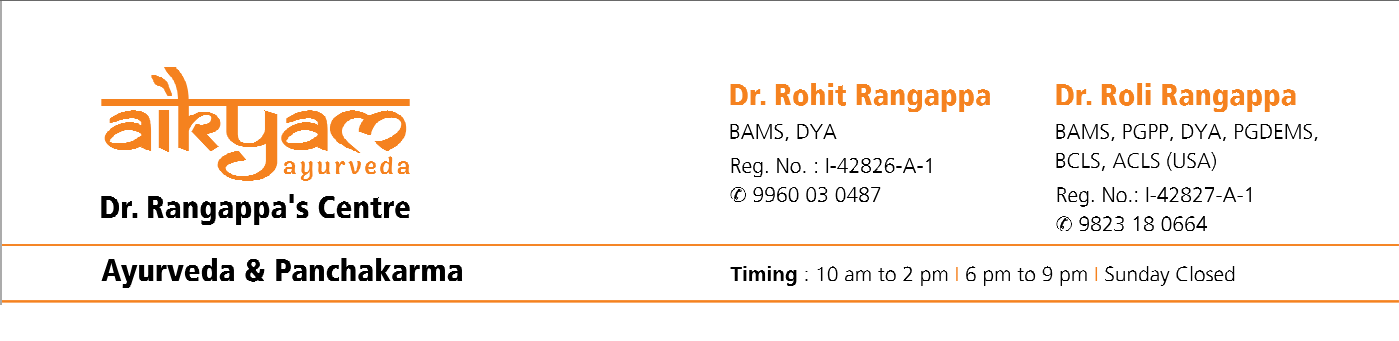 aikyam
ayurveda
Dr. Rangappa's Centre
Ayurveda & Panchakarma
Dr. Rohit Rangappa
BAMS, DYA
Reg. No. : I-42826-A-1
✆ 9960 03 0487
Dr. Roli Rangappa
BAMS, PGPP, DYA, PGDEMS,
BCLS, ACLS (USA)
Reg. No.: I-42827-A-1
✆ 9823 18 0664
Timing : 10 am to 2 pm I 6 pm to 9 pm I Sunday Closed